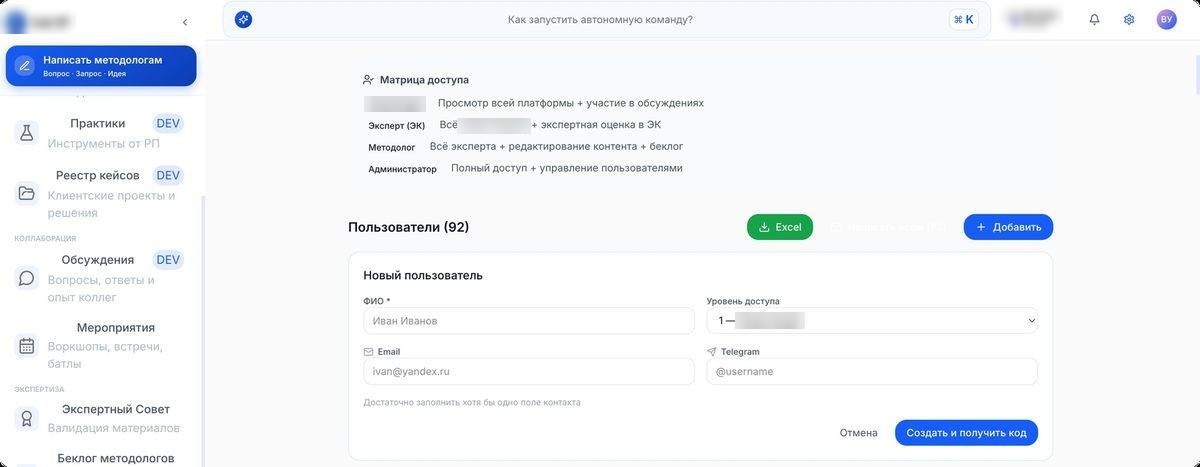 Как запустить автономную команду?
⌘ K
ВУ
Написать методологам
Вопрос · Запрос · Идея
Практики
DEV
Инструменты от РП
Реестр кейсов
DEV
Клиентские проекты и
решения
КОЛЛАБОРАЦИЯ
Обсуждения
DEV
Вопросы, ответы и
опыт коллег
Мероприятия
Воркшопы, встречи,
батлы
ЭКСПЕРТИЗА
Экспертный Совет
Валидация материалов
Беклог методологов
Матрица доступа
Просмотр всей платформы + участие в обсуждениях
Эксперт (ЭК) Всё + экспертная оценка в ЭК
Методолог Всё эксперта + редактирование контента + беклог
Администратор Полный доступ + управление пользователями
Пользователи (92)
Excel
Добавить
Новый пользователь
ФИО *
Иван Иванов
Уровень доступа
1 —
Email
ivan@yandex.ru
Telegram
@username
Достаточно заполнить хотя бы одно поле контакта
Отмена
Создать и получить код